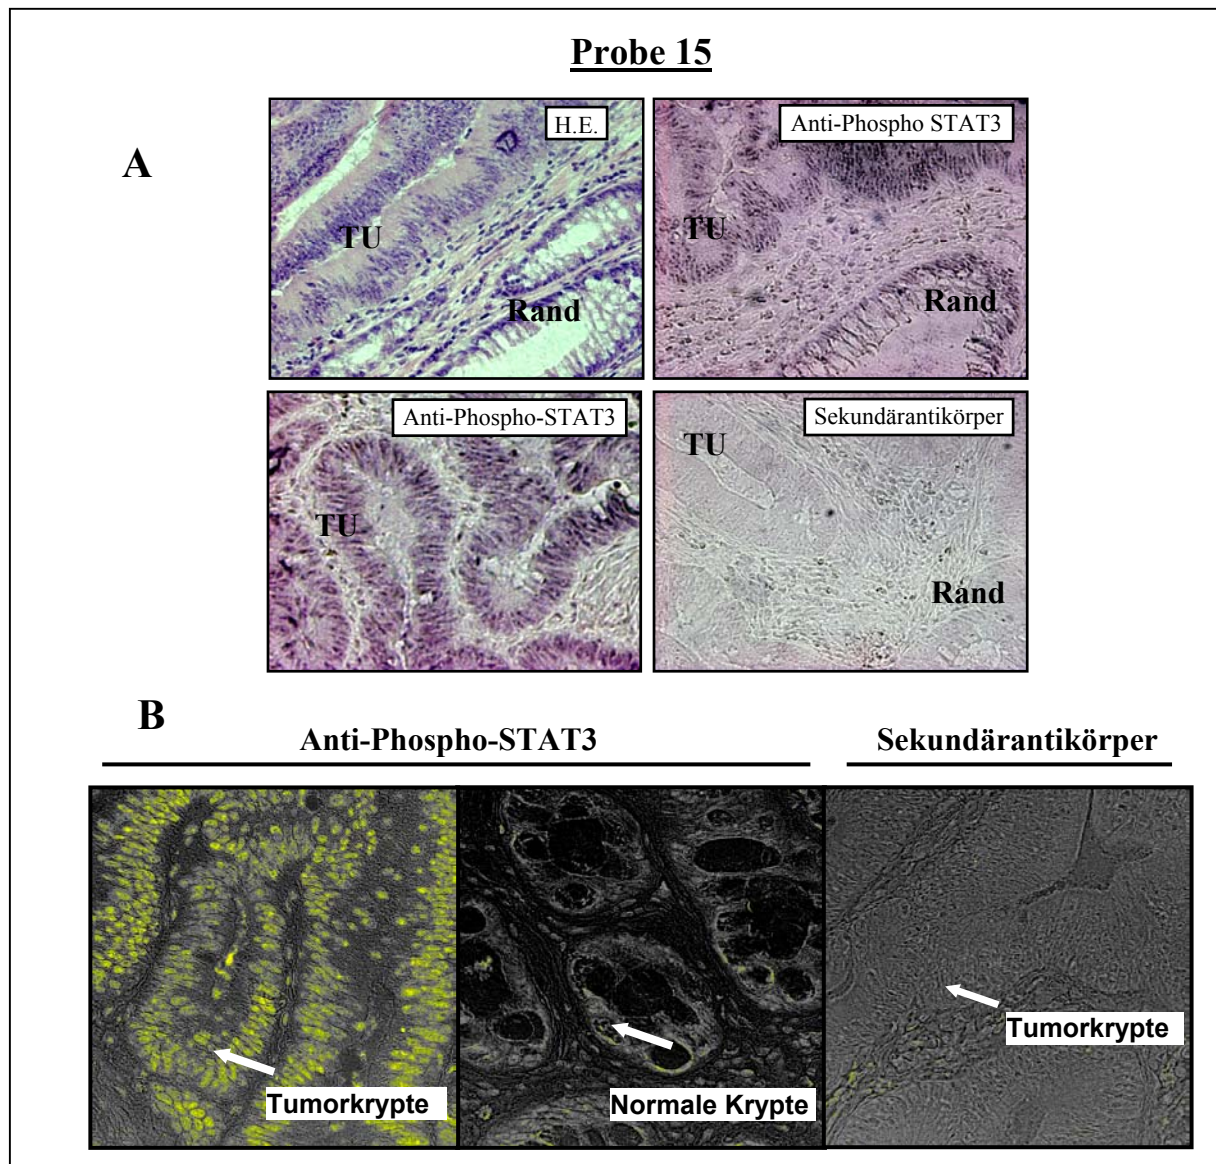 Probe 15
A
H.E.
TU
Rand
Anti-Phospho STAT3
TU
Rand
Anti-Phospho-STAT3
TU
Sekundärantikörper
TU
Rand
B
Anti-Phospho-STAT3
Sekundärantikörper
Tumorkrypte
Normale Krypte
Tumorkrypte